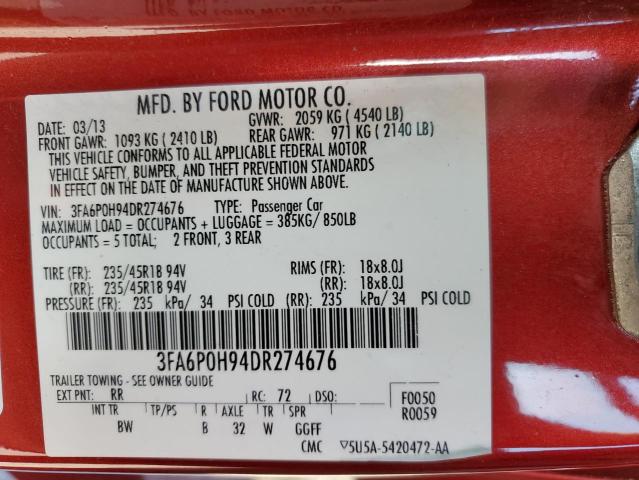 MFD. BY FORD MOTOR CO.
DATE: 03/13 GVWR: 2059 KG ( 4540 LB)
FRONT GAWR: 1093 KG ( 2410 LB) REAR GAWR: 971 KG ( 2140 LB)
THIS VEHICLE CONFORMS TO ALL APPLICABLE FEDERAL MOTOR
VEHICLE SAFETY, BUMPER, AND THEFT PREVENTION STANDARDS
IN EFFECT ON THE DATE OF MANUFACTURE SHOWN ABOVE.
VIN: 3FA6P0H94DR274676 TYPE: Passenger Car
MAXIMUM LOAD = OCCUPANTS + LUGGAGE = 385KG/ 850LB
OCCUPANTS = 5 TOTAL; 2 FRONT, 3 REAR
TIRE (FR): 235/45R18 94V RIMS (FR): 18x8.0J
(RR): 235/45R18 94V (RR): 18x8.0J
PRESSURE (FR): 235 kPa/ 34 PSI COLD (RR): 235 kPa/ 34 PSI COLD
3FA6P0H94DR274676
TRAILER TOWING - SEE OWNER GUIDE
EXT PNT: RR RC: 72 DSO: F0050
R0059
INT TR TP/PS R AXLE TR SPR
BW B 32 W GGFF
CMC ▽5U5A-5420472-AA